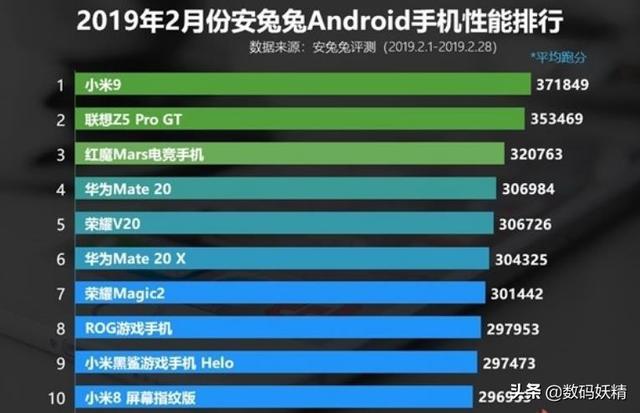 2019年2月份安兔兔Android手机性能排行
数据来源：安兔兔评测（2019.2.1-2019.2.28）
*平均跑分
1 小米9 371849
2 联想Z5 Pro GT 353469
3 红魔Mars电竞手机 320763
4 华为Mate 20 306984
5 荣耀V20 306726
6 华为Mate 20 X 304325
7 荣耀Magic2 301442
8 ROG游戏手机 297953
9 小米黑鲨游戏手机 Helo 297473
10 小米8 屏幕指纹版
头条 @数码妖精